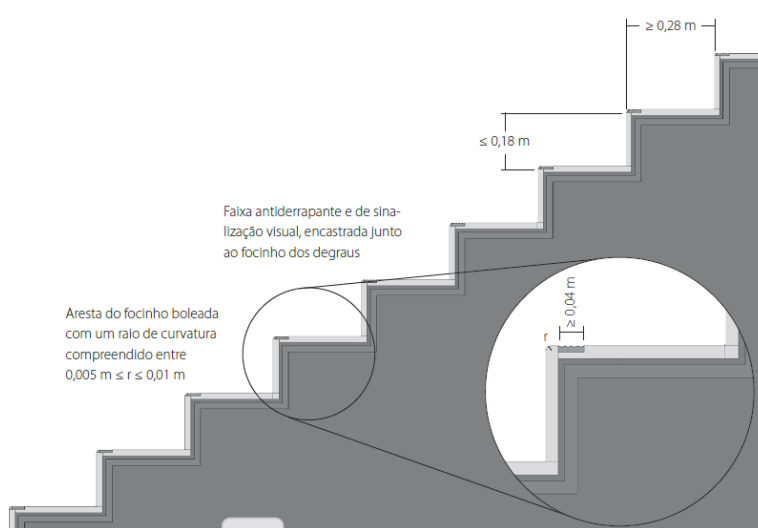 ≥ 0,28 m
≤ 0,18 m
Faixa antiderrapante e de sina-
lização visual, encastrada junto
ao focinho dos degraus
Aresta do focinho boleada
com um raio de curvatura
compreendido entre
0,005 m ≤ r ≤ 0,01 m
≥ 0,04 m
r